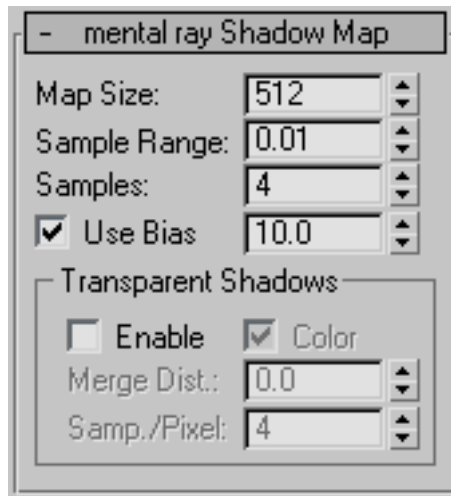 - mental ray Shadow Map
Map Size: 512
Sample Range: 0.01
Samples: 4
Use Bias 10.0
Transparent Shadows
Enable Color
Merge Dist.: 0.0
Samp./Pixel: 4